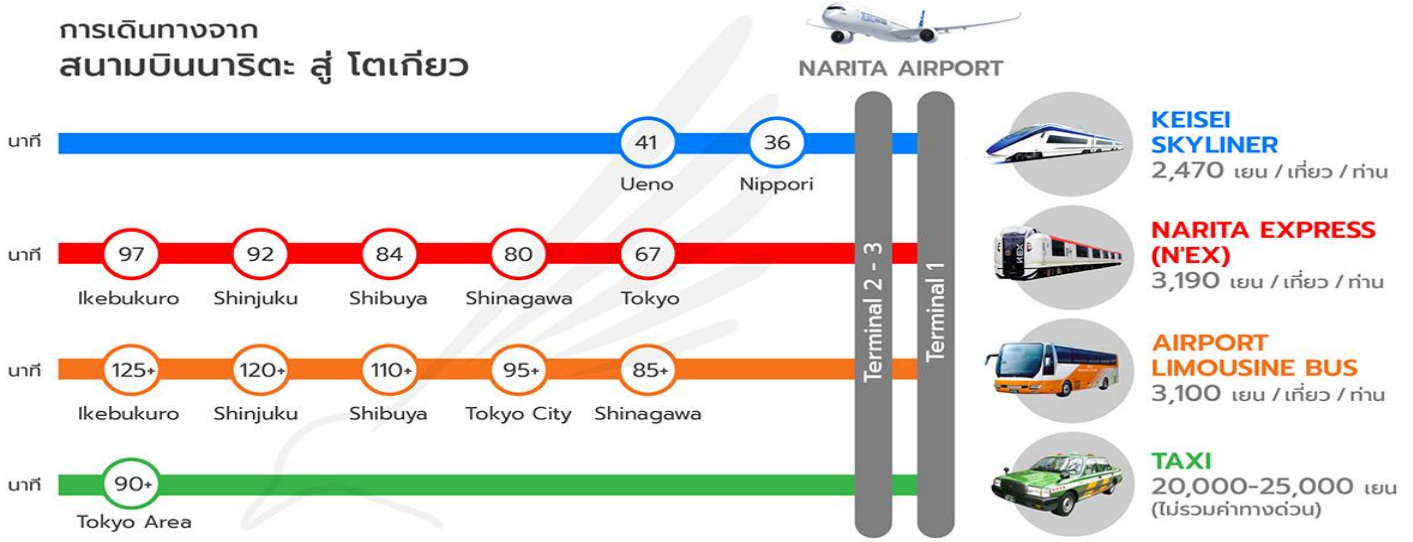 การเดินทางจาก
สนามบินนาริตะ สู่ โตเกียว
NARITA AIRPORT
นาที
41
36
Ueno
Nippori
KEISEI
SKYLINER
2,470 เยน / เที่ยว / ท่าน
นาที
97
92
84
80
67
Ikebukuro
Shinjuku
Shibuya
Shinagawa
Tokyo
NARITA EXPRESS
(N'EX)
3,190 เยน / เที่ยว / ท่าน
นาที
125+
120+
110+
95+
85+
Ikebukuro
Shinjuku
Shibuya
Tokyo City
Shinagawa
AIRPORT
LIMOUSINE BUS
3,100 เยน / เที่ยว / ท่าน
นาที
90+
Tokyo Area
TAXI
20,000-25,000 เยน
(ไม่รวมค่าทางด่วน)
Terminal 2 - 3
Terminal 1
NEX